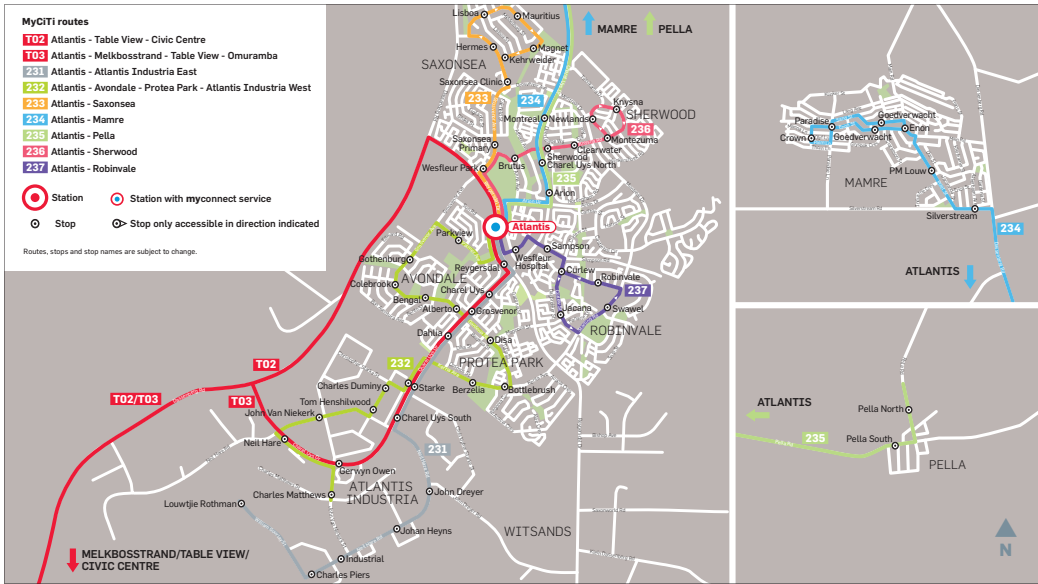 MyCiTi routes
T02 Atlantis - Table View - Civic Centre
T03 Atlantis - Melkbosstrand - Table View - Omuramba
231 Atlantis - Atlantis Industria East
232 Atlantis - Avondale - Protea Park - Atlantis Industria West
233 Atlantis - Saxonsea
234 Atlantis - Mamre
235 Atlantis - Pella
236 Atlantis - Sherwood
237 Atlantis - Robinvale
Station
Station with myconnect service
Stop
Stop only accessible in direction indicated
Routes, stops and stop names are subject to change.
Lisboa
Mauritius
MAMRE
PELLA
Hermes
Magnet
Kehrweider
SAXONSEA
Saxonsea Clinic
233
234
Knysna
SHERWOOD
Montreal
Newlands
236
Montezuma
Saxonsea
Primary
Clearwater
Sherwood
Brutus
Charel Uys North
Wesfleur Park
235
Arion
Atlantis
Parkview
Sampson
Wesfleur
Hospital
Gothenburg
Reygersdal
Corlew
AVONDALE
Robinvale
Colebrook
Charel Uys
237
Bengal
Alberto
Grosvenor
Jacana
Swawel
ROBINVALE
Dahlia
Disa
PROTEA PARK
T02
232
Charles Duminy
Starke
Berzelia
Bottlebrush
T02/T03
T03
Tom Henshilwood
John Van Niekerk
Charel Uys South
Neil Hare
231
Gerwyn Owen
ATLANTIS
INDUSTRIA
Charles Matthews
John Dreyer
Louwtjie Rothman
Johan Heyns
WITSANDS
Industrial
Charles Piers
MELKBOSSTRAND/TABLE VIEW/
CIVIC CENTRE
Paradise
Goedverwacht
Crown
Goedverwacht
Enon
PM Louw
MAMRE
Silverstream
234
ATLANTIS
ATLANTIS
Pella North
235
Pella South
PELLA
N